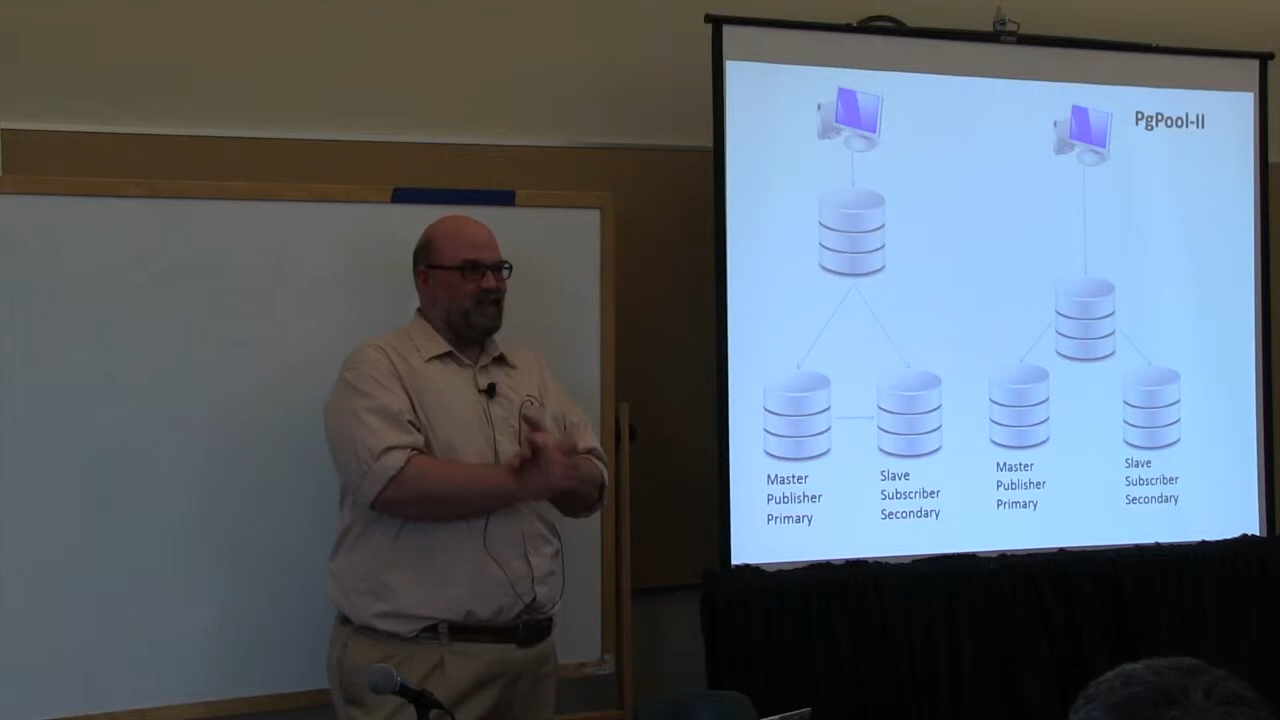 PgPool-II
Master
Publisher
Primary
Slave
Subscriber
Secondary
Master
Publisher
Primary
Slave
Subscriber
Secondary